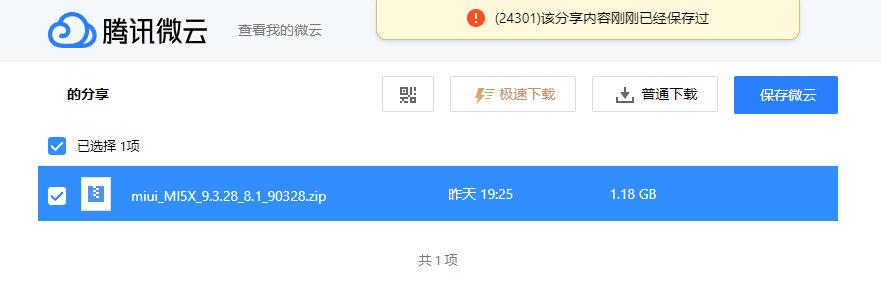 腾讯微云 查看我的微云 (24301)该分享内容刚刚已经保存过
的分享 极速下载 普通下载 保存微云
已选择 1项
miui_MI5X_9.3.28_8.1_90328.zip 昨天 19:25 1.18 GB
共 1 项